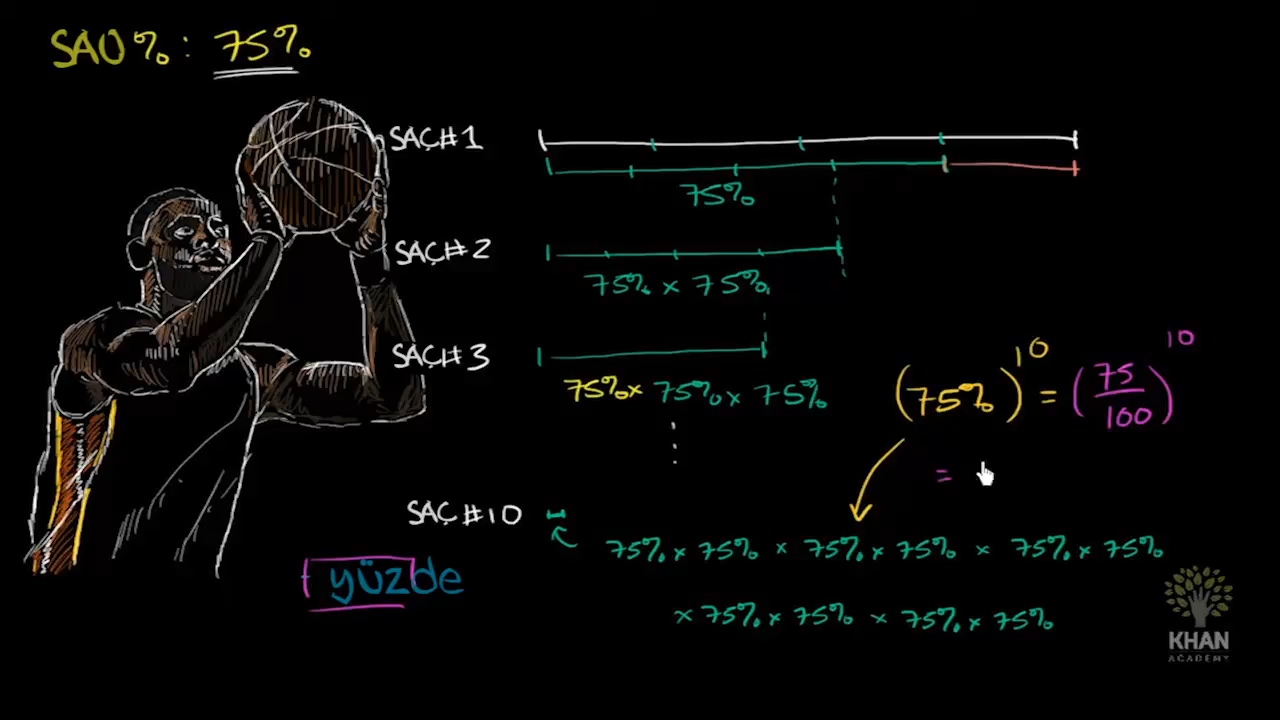 SAO%: 75%
SAÇ#1
75%
SAÇ#2
75% x 75%
SAÇ#3
75% x 75% x 75%
(75%)^10 = (75/100)^10
=
SAÇ#10
75% x 75% x 75% x 75% x 75% x 75%
x 75% x 75% x 75% x 75%
yüzde
KHAN
ACADEMY